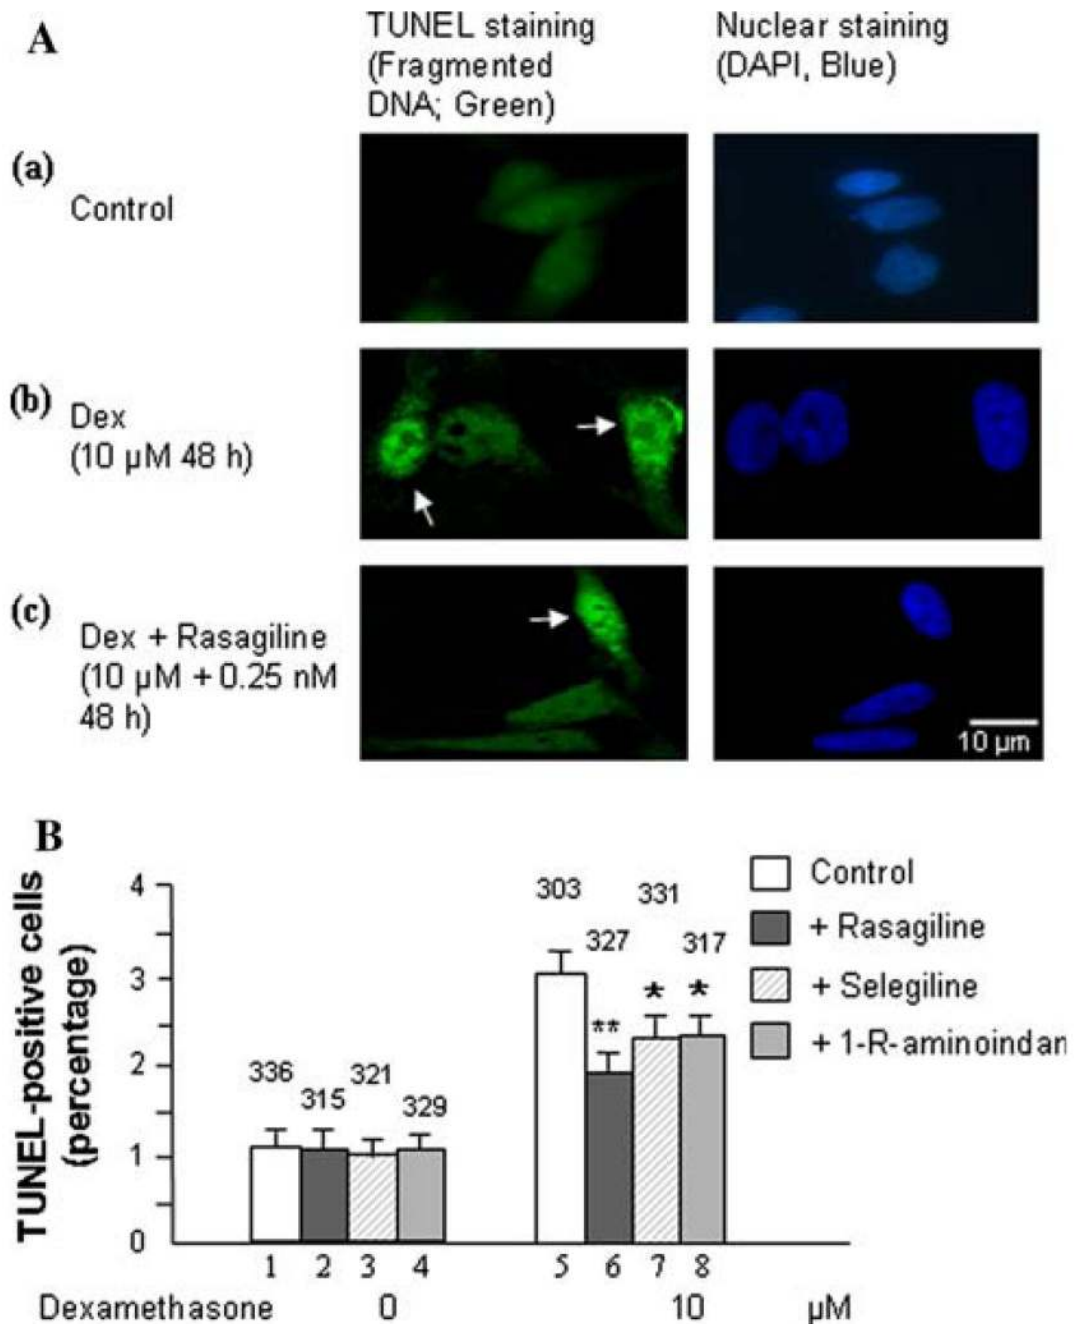 A
TUNEL staining
(Fragmented
DNA; Green)
Nuclear staining
(DAPI, Blue)
(a)
Control
(b)
Dex
(10 µM 48 h)
(c)
Dex + Rasagiline
(10 µM + 0.25 nM
48 h)
10 µm
B
TUNEL-positive cells
(percentage)
4
3
2
1
0
336
315
321
329
303
327
331
317
**
*
*
Control
+ Rasagiline
+ Selegiline
+ 1-R-aminoindan
1 2 3 4 5 6 7 8
Dexamethasone 0 10 µM